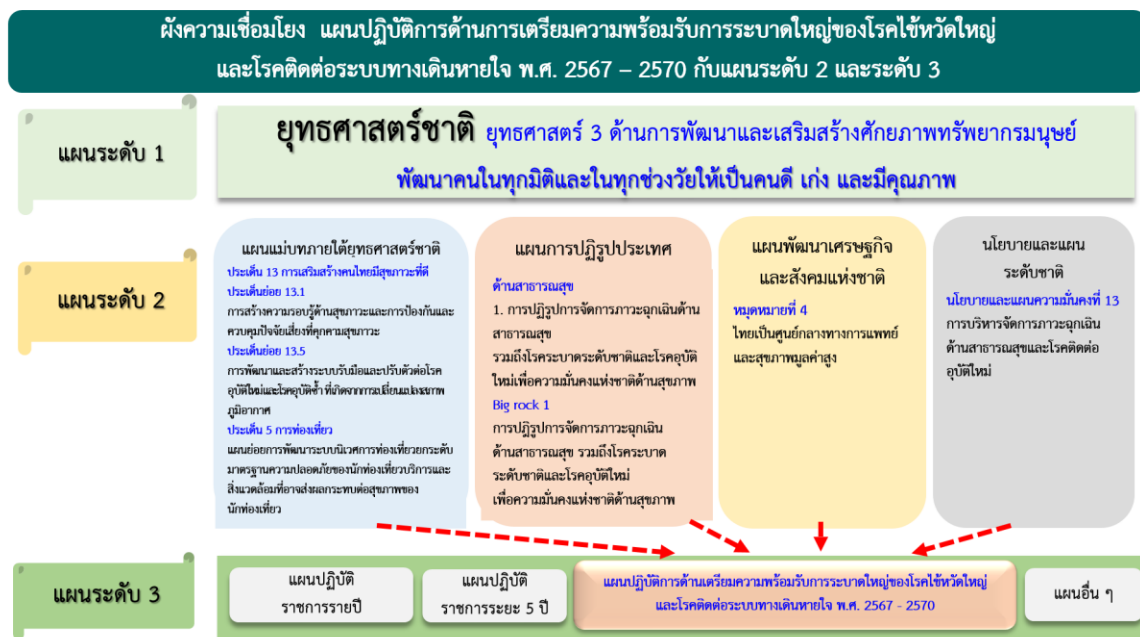 ผังความเชื่อมโยง แผนปฏิบัติการด้านการเตรียมความพร้อมรับการระบาดใหญ่ของโรคไข้หวัดใหญ่
และโรคติดต่อระบบทางเดินหายใจ พ.ศ. 2567 – 2570 กับแผนระดับ 2 และระดับ 3
แผนระดับ 1
ยุทธศาสตร์ชาติ ยุทธศาสตร์ 3 ด้านการพัฒนาและเสริมสร้างศักยภาพทรัพยากรมนุษย์
พัฒนาคนในทุกมิติและในทุกช่วงวัยให้เป็นคนดี เก่ง และมีคุณภาพ
แผนระดับ 2
แผนแม่บทภายใต้ยุทธศาสตร์ชาติ
ประเด็น 13 การเสริมสร้างคนไทยมีสุขภาวะที่ดี
ประเด็นย่อย 13.1
การสร้างความรอบรู้ด้านสุขภาวะและการป้องกันและ
ควบคุมปัจจัยเสี่ยงที่คุกคามสุขภาวะ
ประเด็นย่อย 13.5
การพัฒนาและสร้างระบบรับมือและปรับตัวต่อโรค
อุบัติใหม่และโรคอุบัติซ้ำ ที่เกิดจากการเปลี่ยนแปลงสภาพ
ภูมิอากาศ
ประเด็น 5 การท่องเที่ยว
แผนย่อยการพัฒนาระบบนิเวศการท่องเที่ยวยกระดับ
มาตรฐานความปลอดภัยของนักท่องเที่ยวบริการและ
สิ่งแวดล้อมที่อาจส่งผลกระทบต่อสุขภาพของ
นักท่องเที่ยว
แผนการปฏิรูปประเทศ
ด้านสาธารณสุข
1. การปฏิรูปการจัดการภาวะฉุกเฉินด้าน
สาธารณสุข
รวมถึงโรคระบาดระดับชาติและโรคอุบัติ
ใหม่เพื่อความมั่นคงแห่งชาติด้านสุขภาพ
Big rock 1
การปฏิรูปการจัดการภาวะฉุกเฉิน
ด้านสาธารณสุข รวมถึงโรคระบาด
ระดับชาติและโรคอุบัติใหม่
เพื่อความมั่นคงแห่งชาติด้านสุขภาพ
แผนพัฒนาเศรษฐกิจ
และสังคมแห่งชาติ
หมุดหมายที่ 4
ไทยเป็นศูนย์กลางทางการแพทย์
และสุขภาพมูลค่าสูง
นโยบายและแผน
ระดับชาติ
นโยบายและแผนความมั่นคงที่ 13
การบริหารจัดการภาวะฉุกเฉิน
ด้านสาธารณสุขและโรคติดต่อ
อุบัติใหม่
แผนระดับ 3
แผนปฏิบัติ
ราชการรายปี
แผนปฏิบัติ
ราชการระยะ 5 ปี
แผนปฏิบัติการด้านเตรียมความพร้อมรับการระบาดใหญ่ของโรคไข้หวัดใหญ่
และโรคติดต่อระบบทางเดินหายใจ พ.ศ. 2567 - 2570
แผนอื่น ๆ